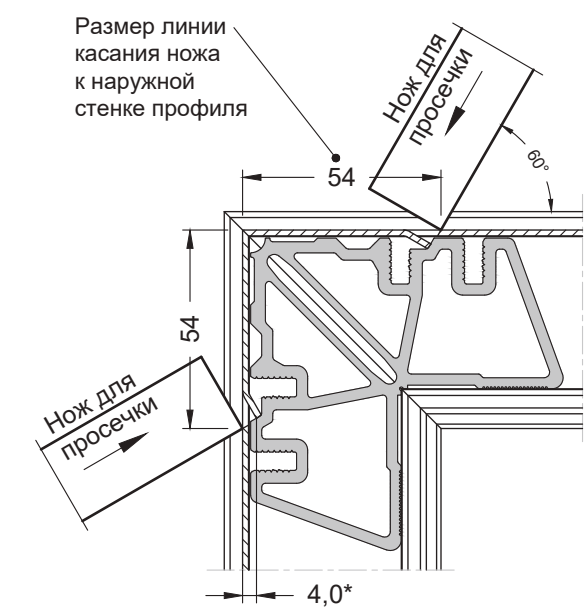 Размер линии
касания ножа
к наружной
стенке профиля
Нож для
просечки
60°
54
54
Нож для
просечки
4,0*